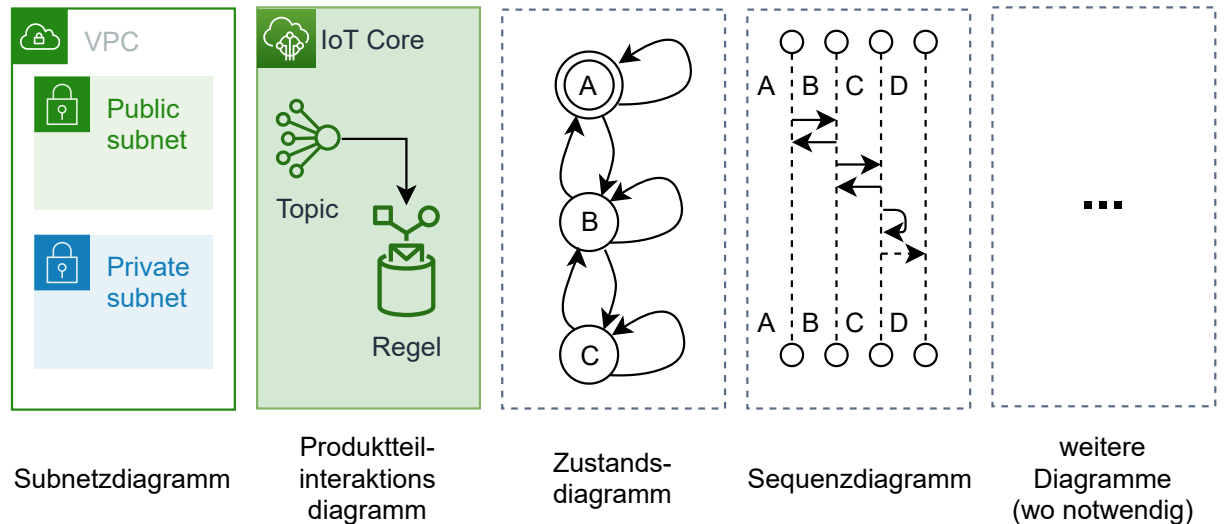 VPC
Public
subnet
Private
subnet
Subnetzdiagramm
IoT Core
Topic
Regel
Produktteil-
interaktions
diagramm
A
B
C
Zustands-
diagramm
A B C D
A B C D
Sequenzdiagramm
...
weitere
Diagramme
(wo notwendig)